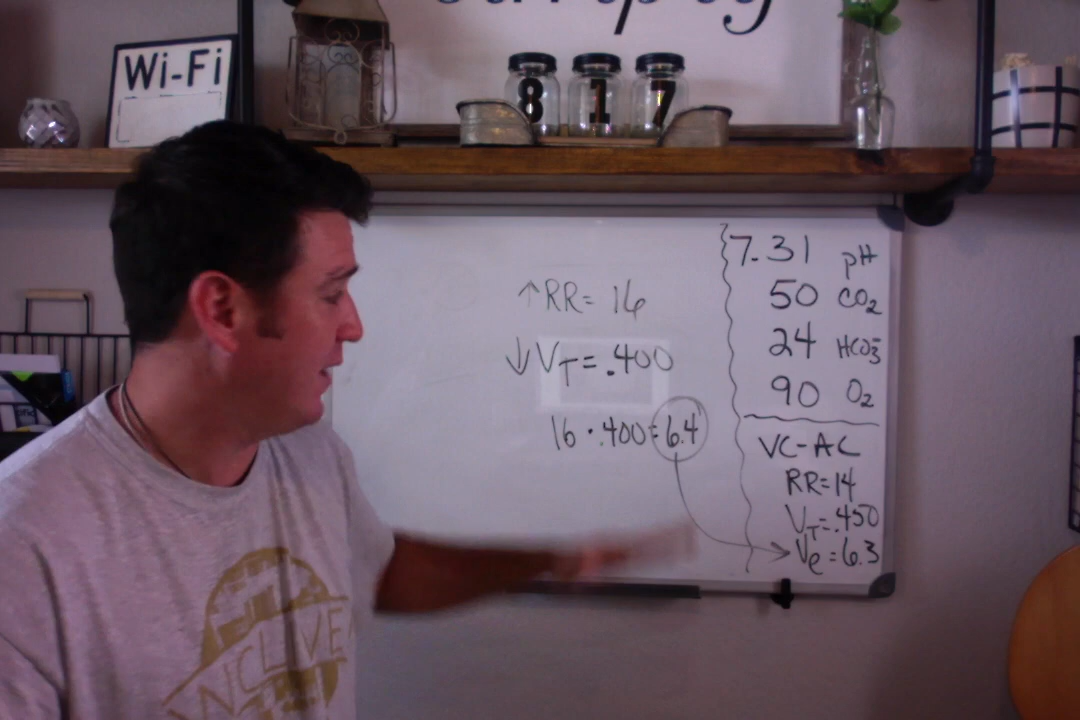 Wi-Fi
8 1 7
↑RR= 16
↓VT=.400
16 · .400=6.4
7.31 pH
50 CO2
24 HCO3-
90 O2
VC-AC
RR=14
VT=.450
Ve=6.3